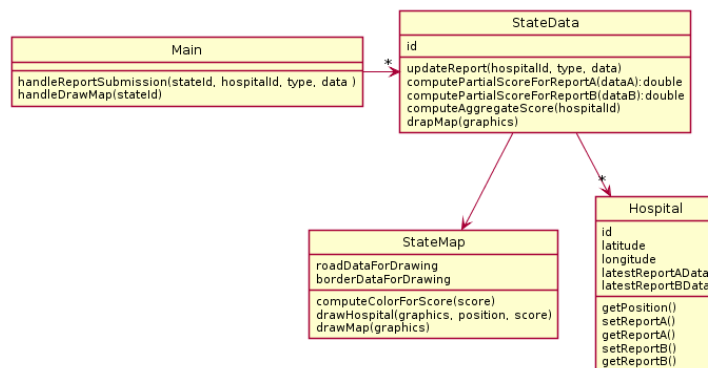 StateData
id
updateReport(hospitalId, type, data)
computePartialScoreForReportA(dataA):double
computePartialScoreForReportB(dataB):double
computeAggregateScore(hospitalId)
drapMap(graphics)
Main
handleReportSubmission(stateId, hospitalId, type, data )
handleDrawMap(stateId)
*
*
StateMap
roadDataForDrawing
borderDataForDrawing
computeColorForScore(score)
drawHospital(graphics, position, score)
drawMap(graphics)
Hospital
id
latitude
longitude
latestReportAData
latestReportBData
getPosition()
setReportA()
getReportA()
setReportB()
getReportB()